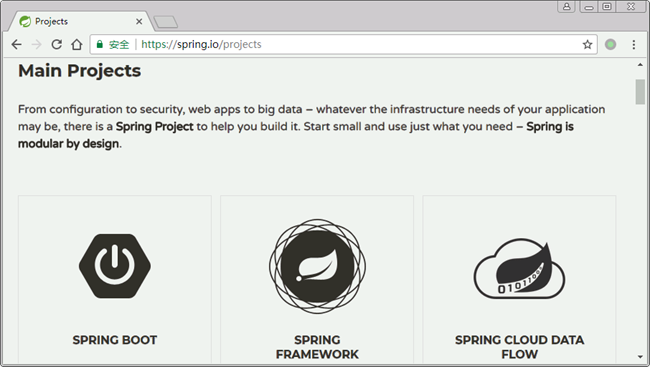 Projects
安全 https://spring.io/projects
Main Projects
From configuration to security, web apps to big data – whatever the infrastructure needs of your application
may be, there is a Spring Project to help you build it. Start small and use just what you need – Spring is
modular by design.
010110
SPRING BOOT
SPRING
FRAMEWORK
SPRING CLOUD DATA
FLOW